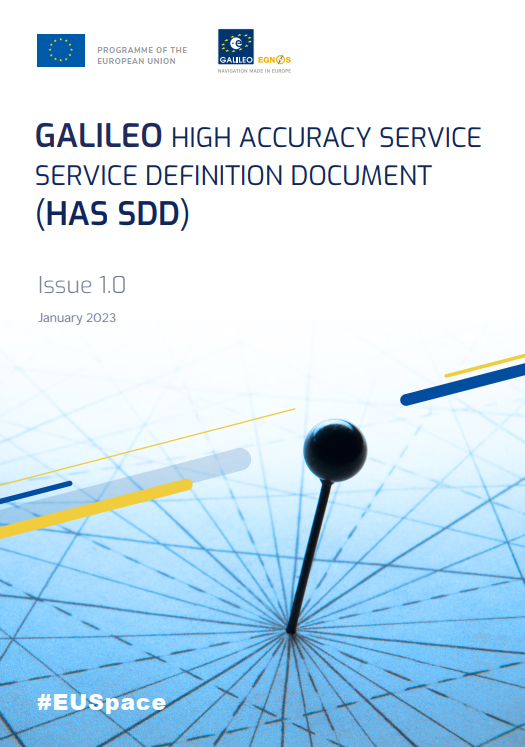 PROGRAMME OF THE
EUROPEAN UNION
GALILEO
EGNOS
NAVIGATION MADE IN EUROPE
GALILEO HIGH ACCURACY SERVICE
SERVICE DEFINITION DOCUMENT
(HAS SDD)
Issue 1.0
January 2023
#EUSpace